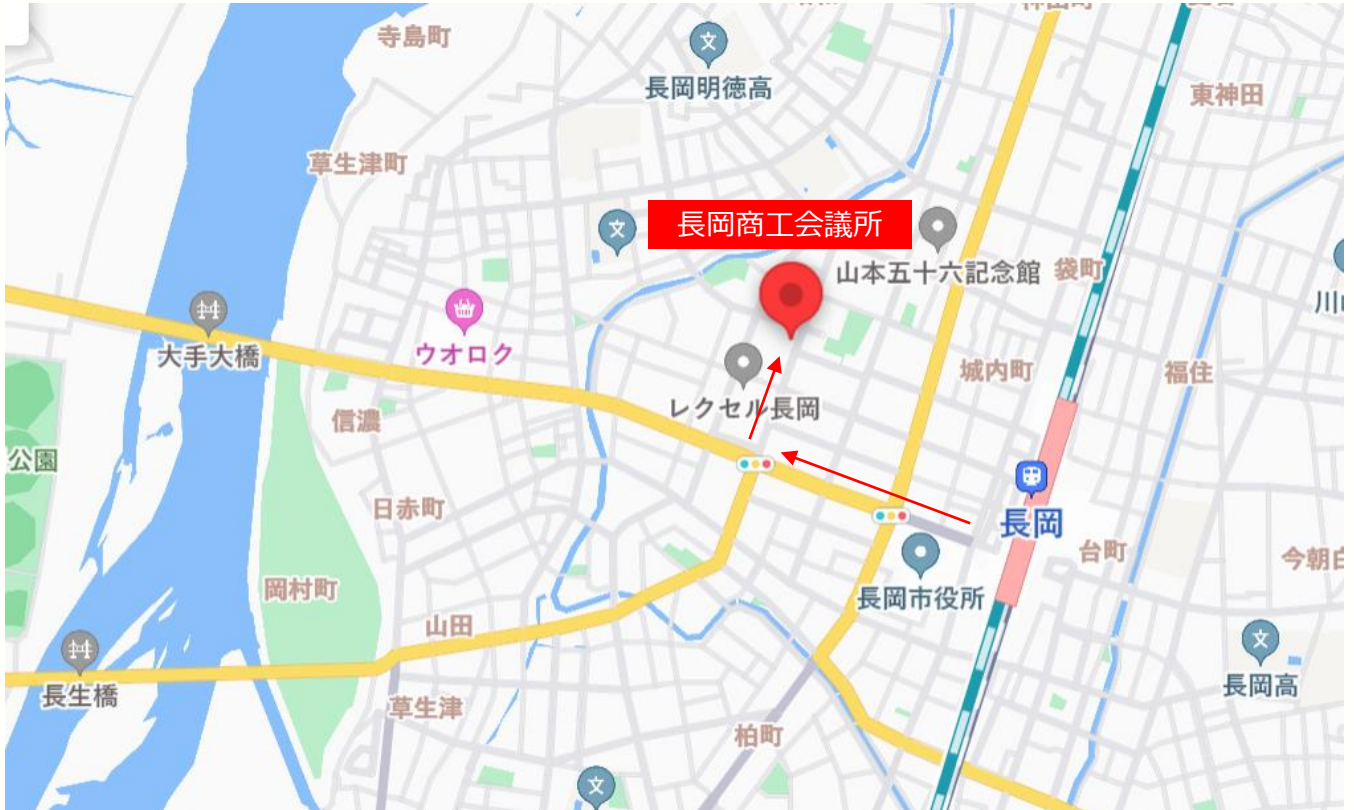 寺島町
長岡明徳高
東神田
草生津町
長岡商工会議所
山本五十六記念館
袋町
大手大橋
ウオロク
城内町
福住
レクセル長岡
信濃
公園
日赤町
長岡
台町
今朝白
長岡市役所
岡村町
山田
長生橋
長岡高
草生津
柏町